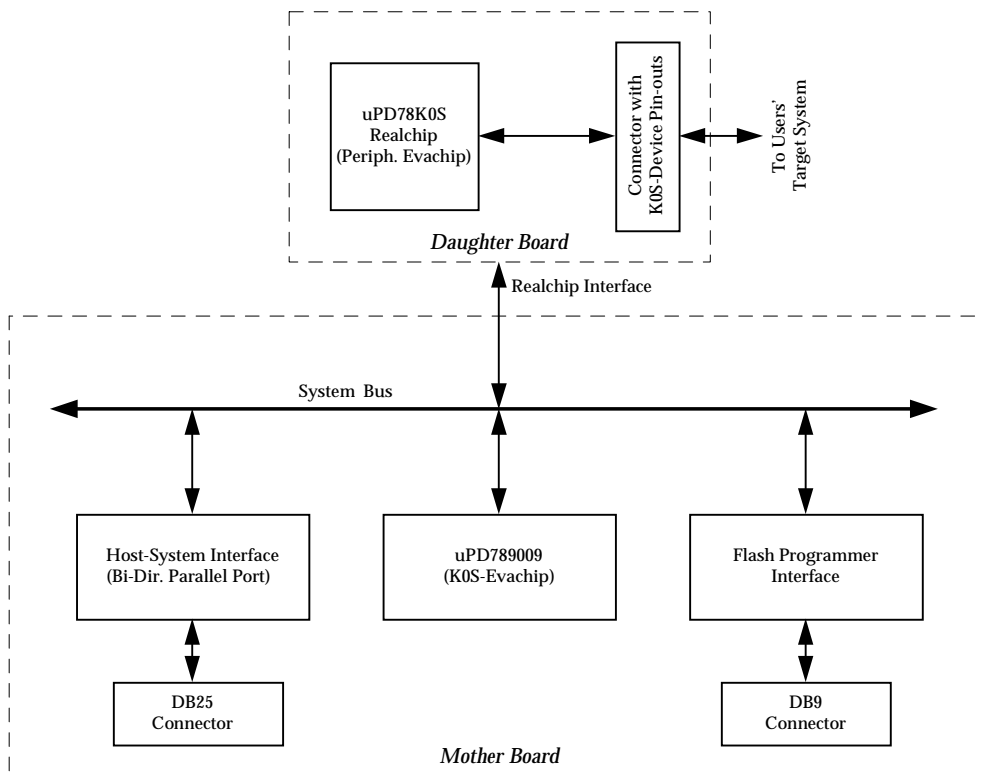 uPD78K0S
Realchip
(Periph. Evachip)
Connector with
K0S-Device Pin-outs
To Users'
Target System
Daughter Board
Realchip Interface
System Bus
Host-System Interface
(Bi-Dir. Parallel Port)
uPD789009
(K0S-Evachip)
Flash Programmer
Interface
DB25
Connector
DB9
Connector
Mother Board